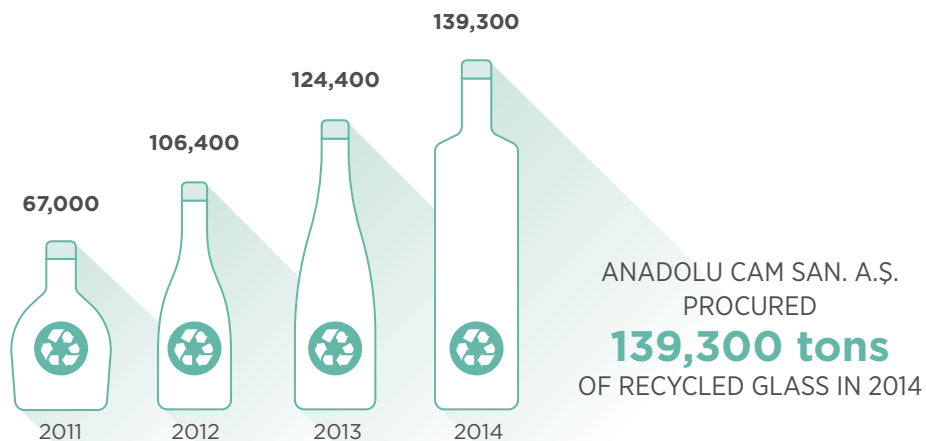 139,300
124,400
106,400
67,000
ANADOLU CAM SAN. A.Ş.
PROCURED
139,300 tons
OF RECYCLED GLASS IN 2014
2011
2012
2013
2014